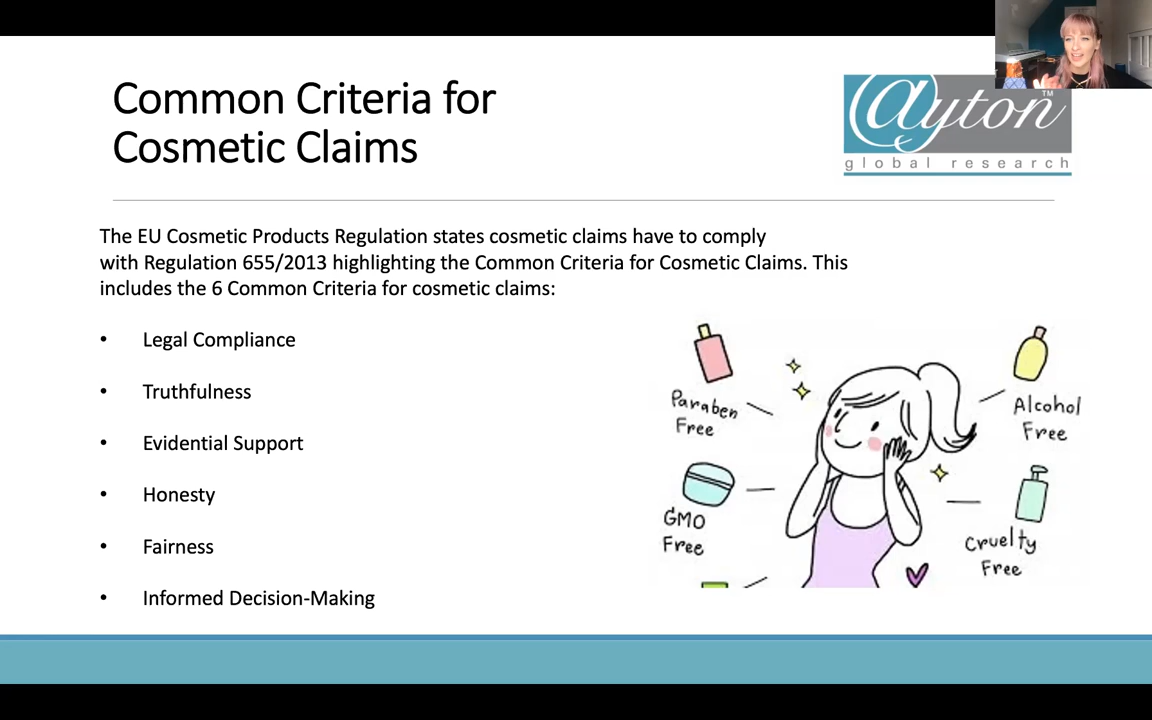 Common Criteria for
Cosmetic Claims
@yton™
global research
The EU Cosmetic Products Regulation states cosmetic claims have to comply
with Regulation 655/2013 highlighting the Common Criteria for Cosmetic Claims. This
includes the 6 Common Criteria for cosmetic claims:
• Legal Compliance
• Truthfulness
• Evidential Support
• Honesty
• Fairness
• Informed Decision-Making
Paraben
Free
Alcohol
Free
GMO
Free
Cruelty
Free